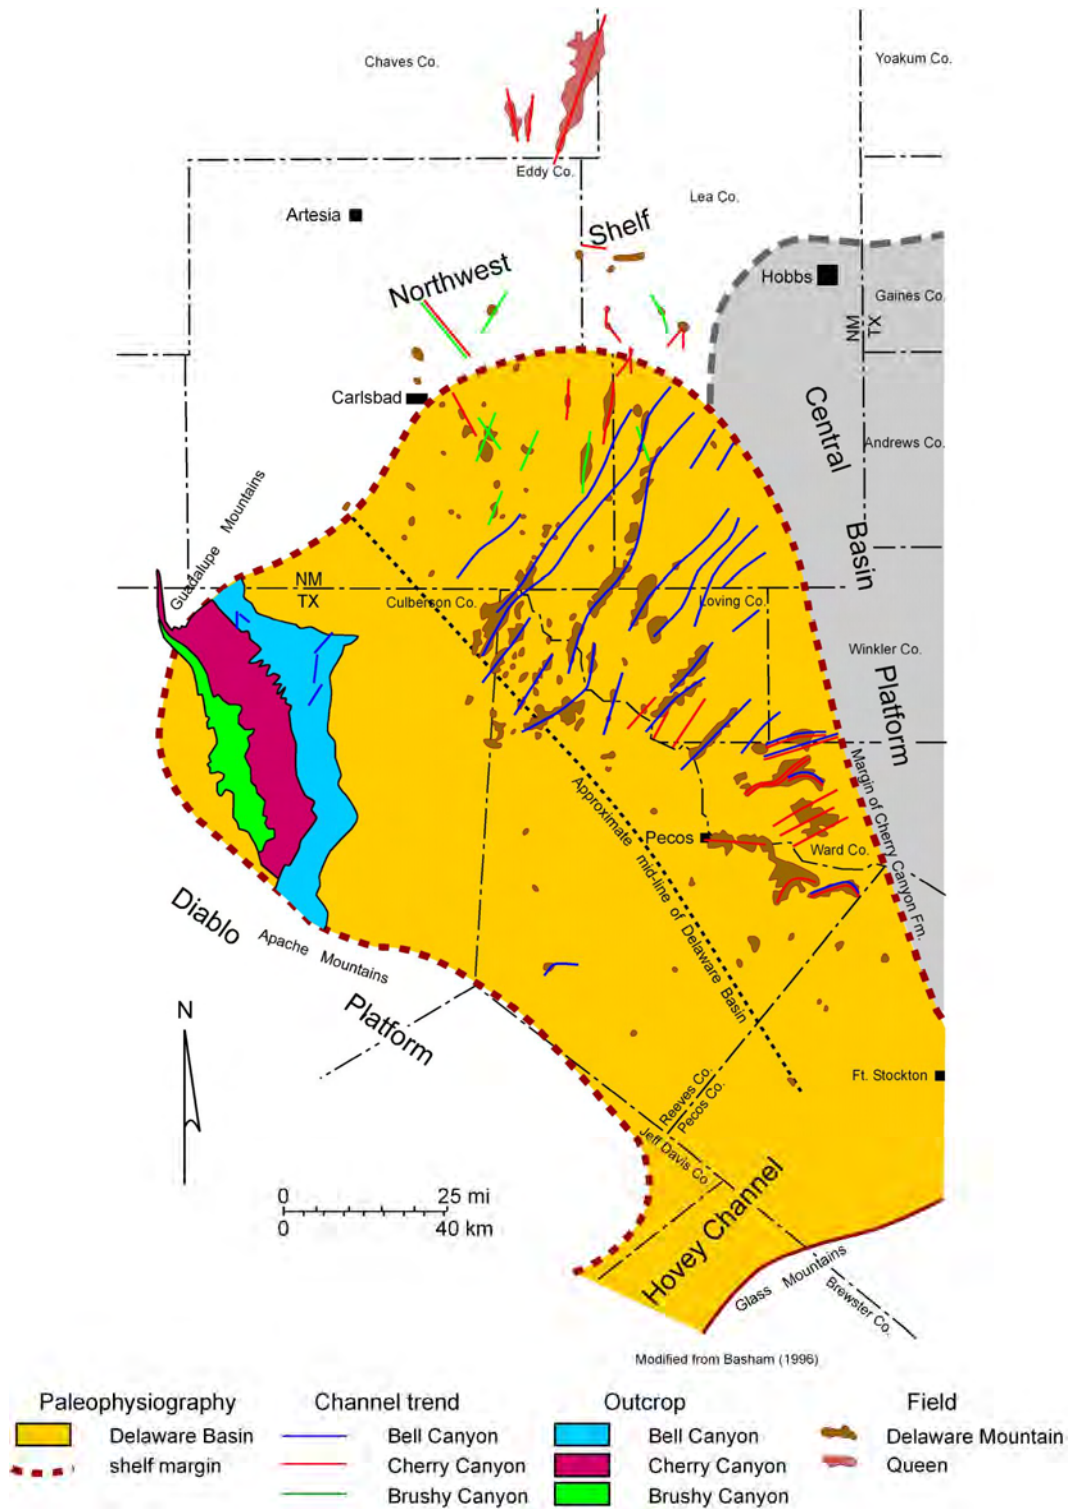 Chaves Co.
Yoakum Co.
Eddy Co.
Lea Co.
Artesia
Shelf
Northwest
Hobbs
Gaines Co.
NM
TX
Carlsbad
Central
Basin
Platform
Andrews Co.
Guadalupe Mountains
NM
TX
Culberson Co.
Loving Co.
Winkler Co.
Approximate mid-line of Delaware Basin
Margin of Cherry Canyon Fm.
Pecos
Ward Co.
Diablo
Platform
Apache Mountains
N
Ft. Stockton
Reeves Co.
Pecos Co.
Jeff Davis Co.
0 25 mi
0 40 km
Hovey Channel
Glass Mountains
Brewster Co.
Modified from Basham (1996)
Paleophysiography
Delaware Basin
shelf margin
Channel trend
Bell Canyon
Cherry Canyon
Brushy Canyon
Outcrop
Bell Canyon
Cherry Canyon
Brushy Canyon
Field
Delaware Mountain
Queen